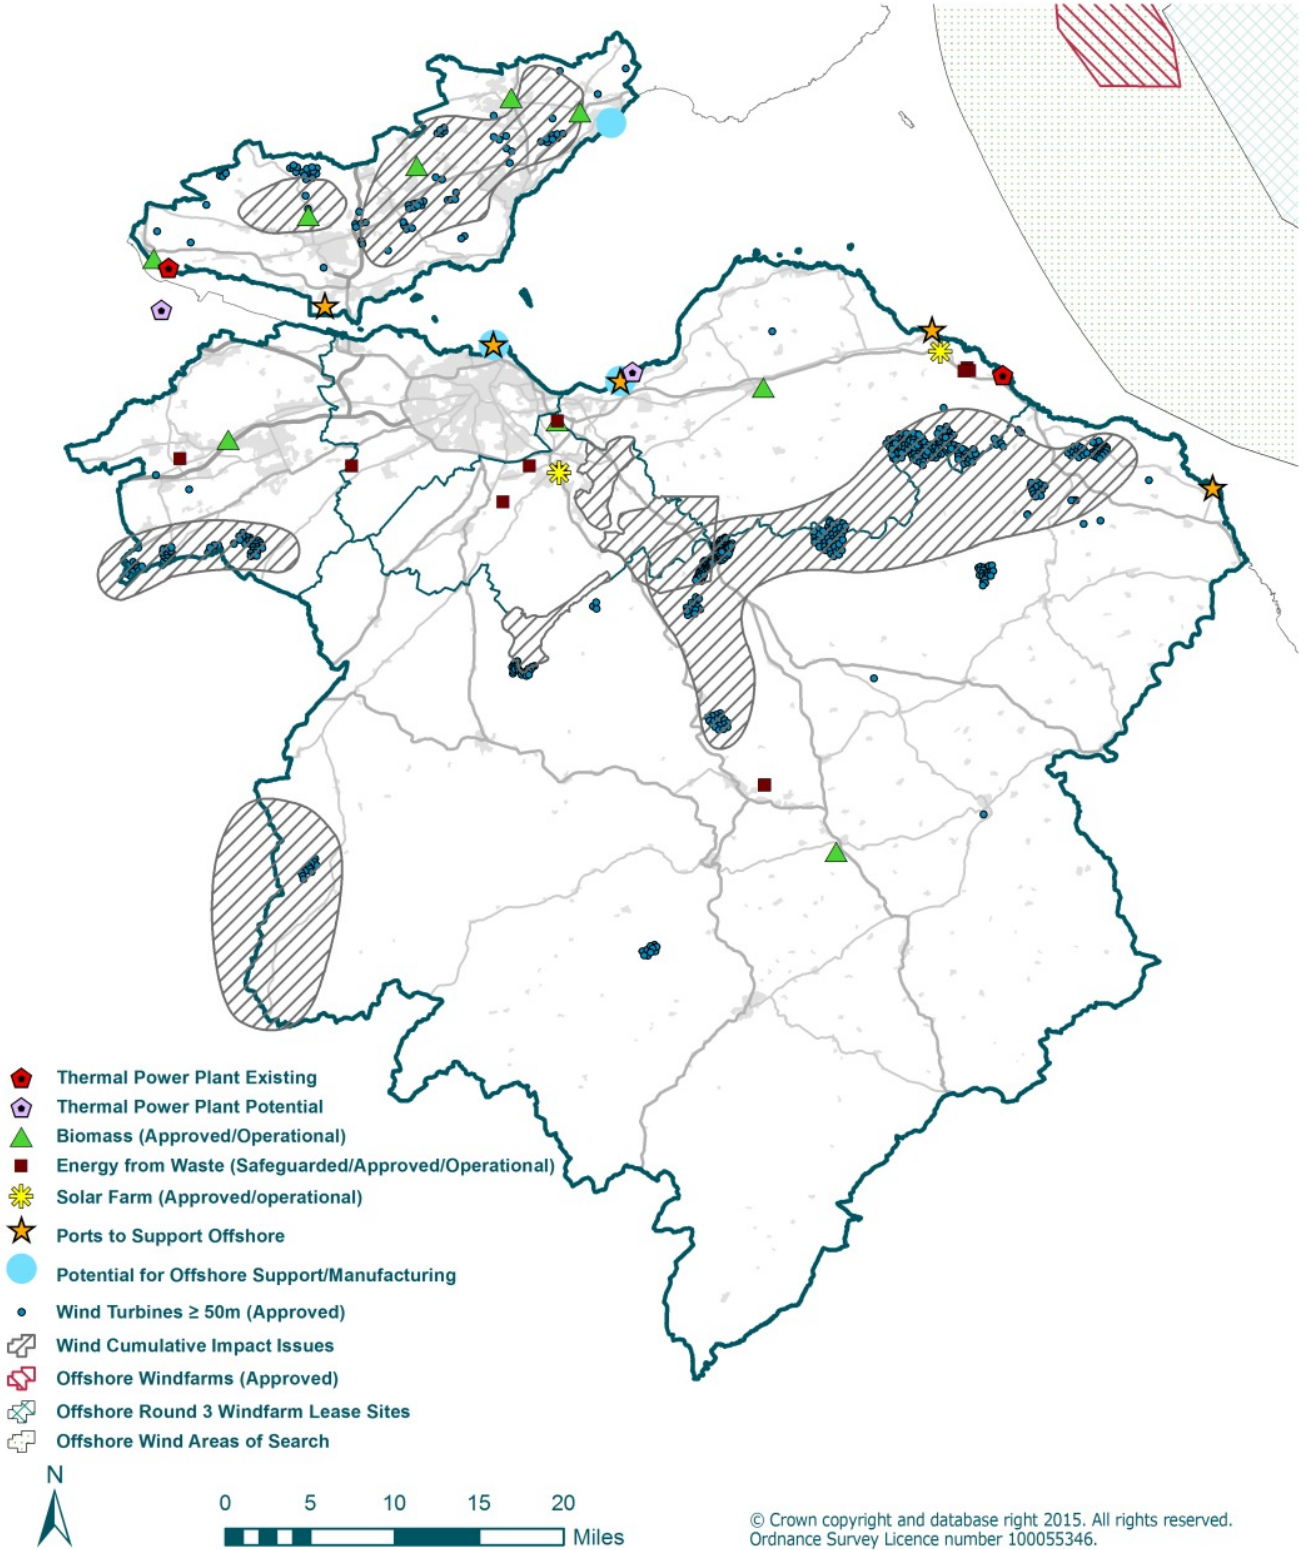 Thermal Power Plant Existing
Thermal Power Plant Potential
Biomass (Approved/Operational)
Energy from Waste (Safeguarded/Approved/Operational)
Solar Farm (Approved/operational)
Ports to Support Offshore
Potential for Offshore Support/Manufacturing
Wind Turbines ≥ 50m (Approved)
Wind Cumulative Impact Issues
Offshore Windfarms (Approved)
Offshore Round 3 Windfarm Lease Sites
Offshore Wind Areas of Search
N
0 5 10 15 20
Miles
© Crown copyright and database right 2015. All rights reserved.
Ordnance Survey Licence number 100055346.